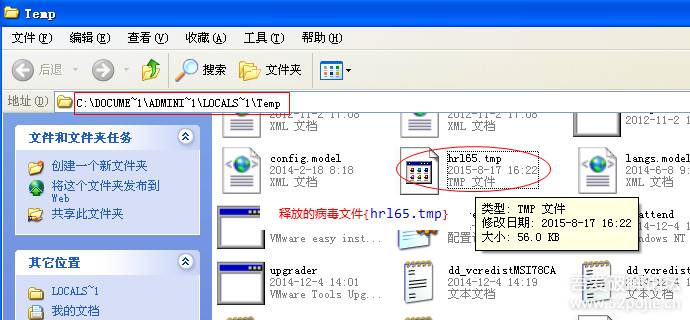 Temp
文件(F) 编辑(E) 查看(V) 收藏(A) 工具(T) 帮助(H)
后退 搜索 文件夹
地址(D) C:\DOCUME~1\ADMINI~1\LOCALS~1\Temp
文件和文件夹任务
创建一个新文件夹
将这个文件夹发布到
Web
共享此文件夹
其它位置
LOCALS~1
我的文档
2012-11-2 17:08
XML 文档
XML 文档
2012-11-2 1
config.model
2014-2-18 8:18
XML 文档
hrl65.tmp
2015-8-17 16:22
TMP 文件
langs.model
2014-6-8 9
XML 文档
释放的病毒文件{hrl65.tmp}
VMware easy inst...
配置
attend
Windows NT
类型: TMP 文件
修改日期: 2015-8-17 16:22
大小: 56.0 KB
upgrader
2014-12-4 14:01
VMware Tools Upg...
dd_vcredistMSI78CA
2014-12-4 14:19
文本文档
dd_vcredist
2014-12-4 1
文本文档
www.52pojie.cn